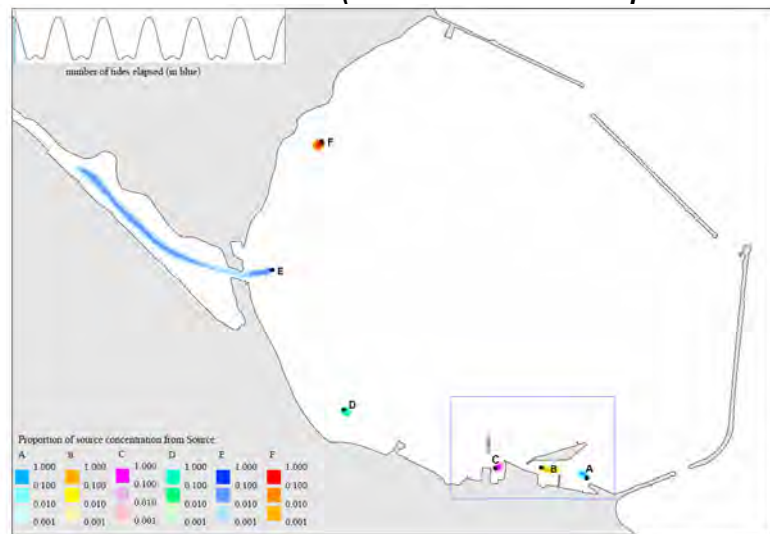 number of tides elapsed (in blue)
F
E
D
C
B
A
Proportion of source concentration from Source:
A B C D E F
1.000 1.000 1.000 1.000 1.000 1.000
0.100 0.100 0.100 0.100 0.100 0.100
0.010 0.010 0.010 0.010 0.010 0.010
0.001 0.001 0.001 0.001 0.001 0.001